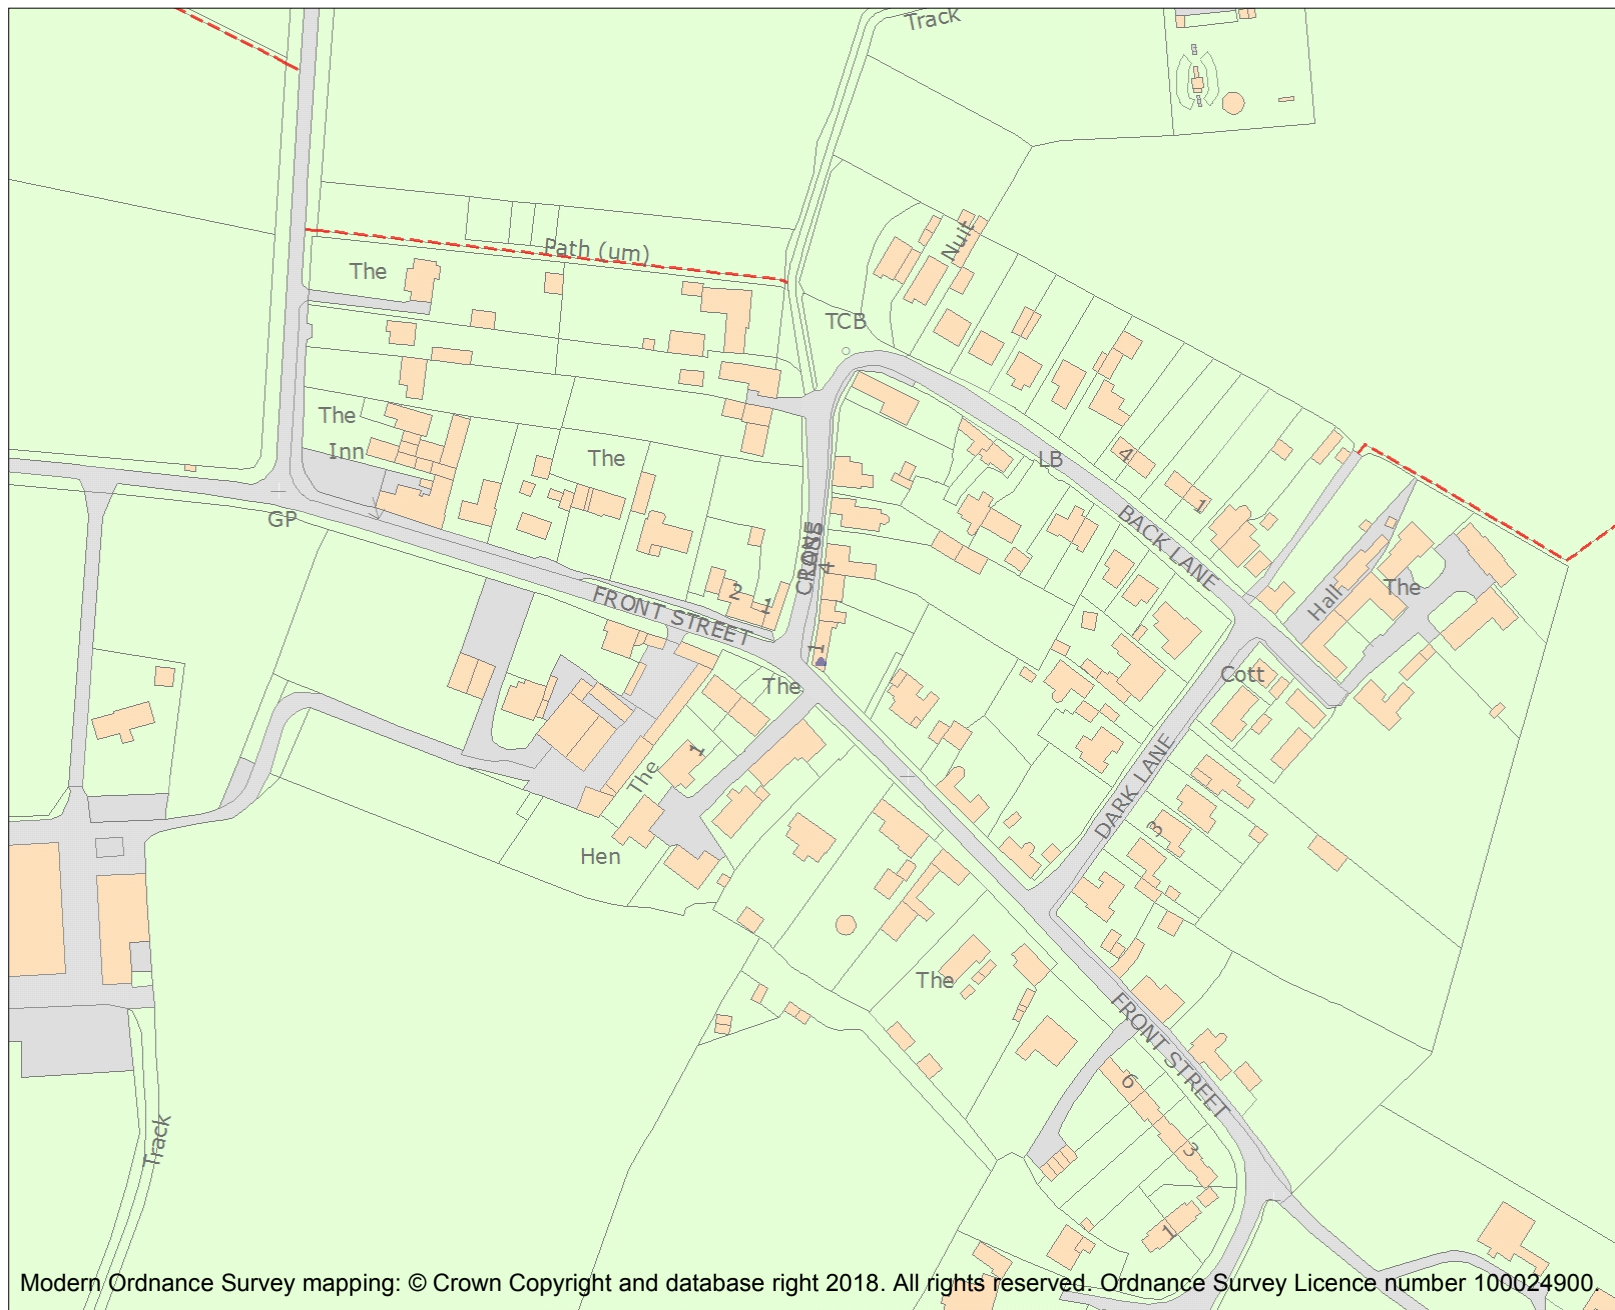 Track
Nuit
Path (um)
The
TCB
The
Inn
The
LB
4
1
GP
BACK LANE
CROSS LANE
4
2
1
FRONT STREET
1
Hall
The
Cott
The
1
The
DARK LANE
3
Hen
The
FRONT STREET
6
3
1
Track
Modern Ordnance Survey mapping: © Crown Copyright and database right 2018. All rights reserved. Ordnance Survey Licence number 100024900.